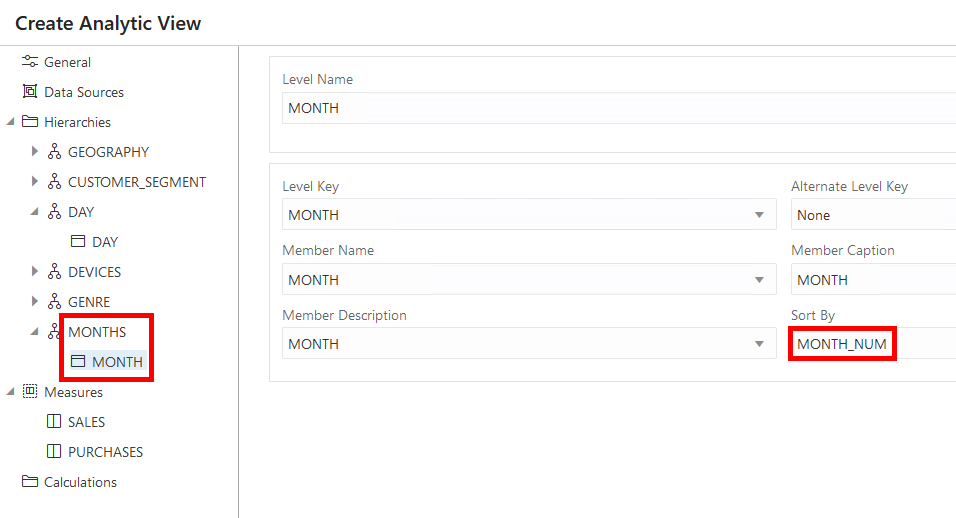 Create Analytic View
General
Data Sources
Hierarchies
GEOGRAPHY
CUSTOMER_SEGMENT
DAY
DAY
DEVICES
GENRE
MONTHS
MONTH
Measures
SALES
PURCHASES
Calculations
Level Name
MONTH
Level Key
Alternate Level Key
MONTH
None
Member Name
Member Caption
MONTH
MONTH
Member Description
Sort By
MONTH
MONTH_NUM